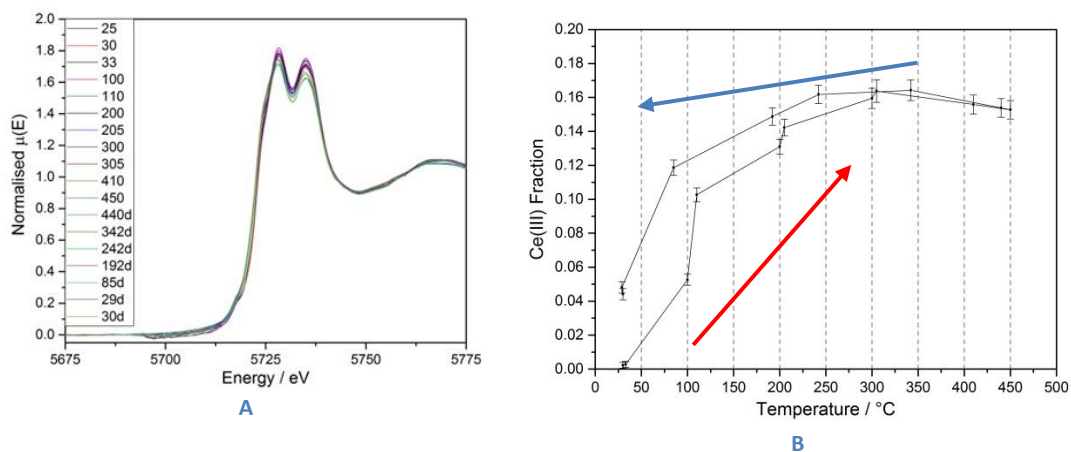 Normalised μ(E)
2.0
1.8
1.6
1.4
1.2
1.0
0.8
0.6
0.4
0.2
0.0
25
30
33
100
110
200
205
300
305
410
450
440d
342d
242d
192d
85d
29d
30d
5675 5700 5725 5750 5775
Energy / eV
A
Ce(III) Fraction
0.20
0.18
0.16
0.14
0.12
0.10
0.08
0.06
0.04
0.02
0.00
0 50 100 150 200 250 300 350 400 450 500
Temperature / °C
B